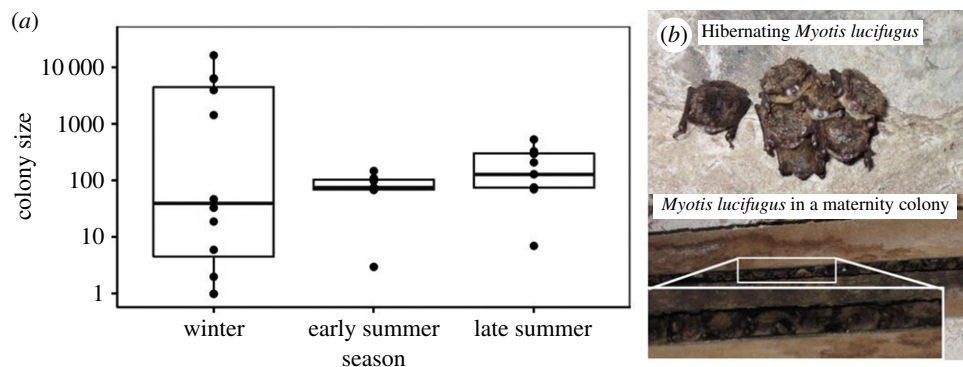 (a)
10 000
1000
100
10
1
colony size
winter
early summer
late summer
season
(b)
Hibernating Myotis lucifugus
Myotis lucifugus in a maternity colony